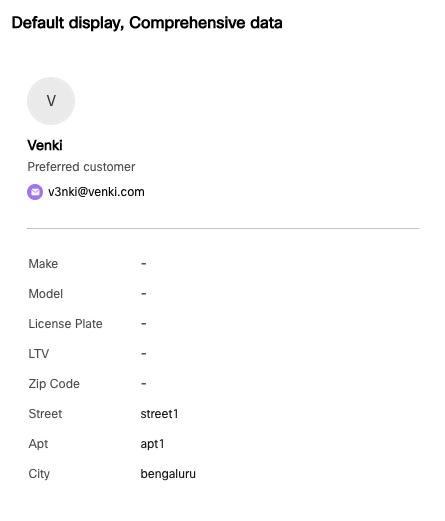 Default display, Comprehensive data
V
Venki
Preferred customer
v3nki@venki.com
Make -
Model -
License Plate -
LTV -
Zip Code -
Street street1
Apt apt1
City bengaluru